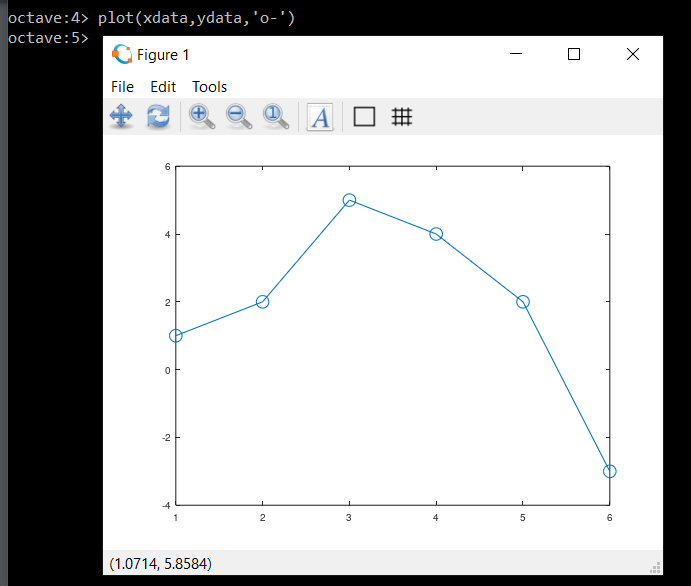 octave:4> plot(xdata,ydata,'o-')
octave:5>
Figure 1
File Edit Tools
1 A
6
4
2
0
-2
-4
1 2 3 4 5 6
(1.0714, 5.8584)